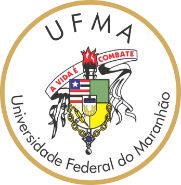 UFMA
A VIDA É COMBATE
Universidade Federal do Maranhão